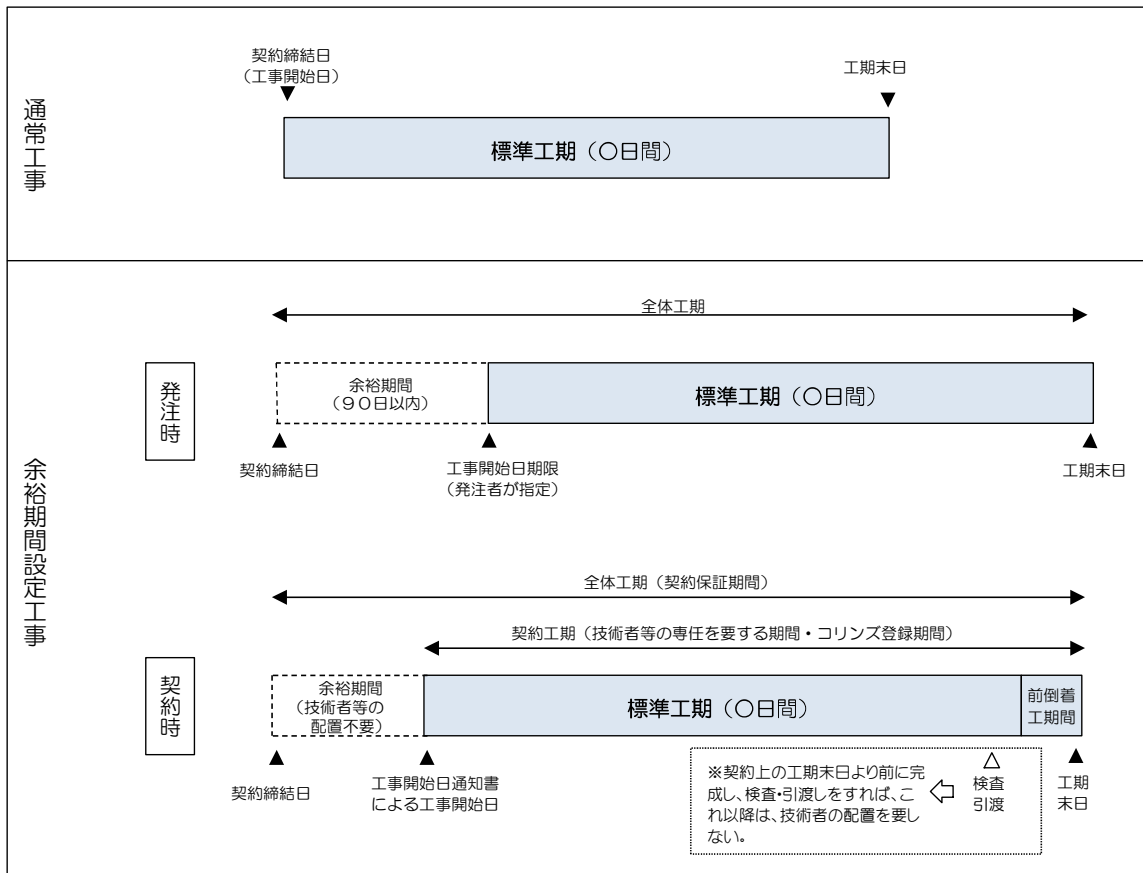 通常工事
契約締結日
（工事開始日）
工期末日
標準工期（〇日間）
余裕期間設定工事
全体工期
発注時
余裕期間
（９０日以内）
標準工期（〇日間）
契約締結日
工事開始日期限
（発注者が指定）
工期末日
全体工期（契約保証期間）
契約工期（技術者等の専任を要する期間・コリンズ登録期間）
契約時
余裕期間
（技術者等の
配置不要）
標準工期（〇日間）
前倒着
工期間
契約締結日
工事開始日通知書
による工事開始日
※契約上の工期末日より前に完
成し、検査・引渡しをすれば、こ
れ以降は、技術者の配置を要し
ない。
検査
引渡
工期
末日